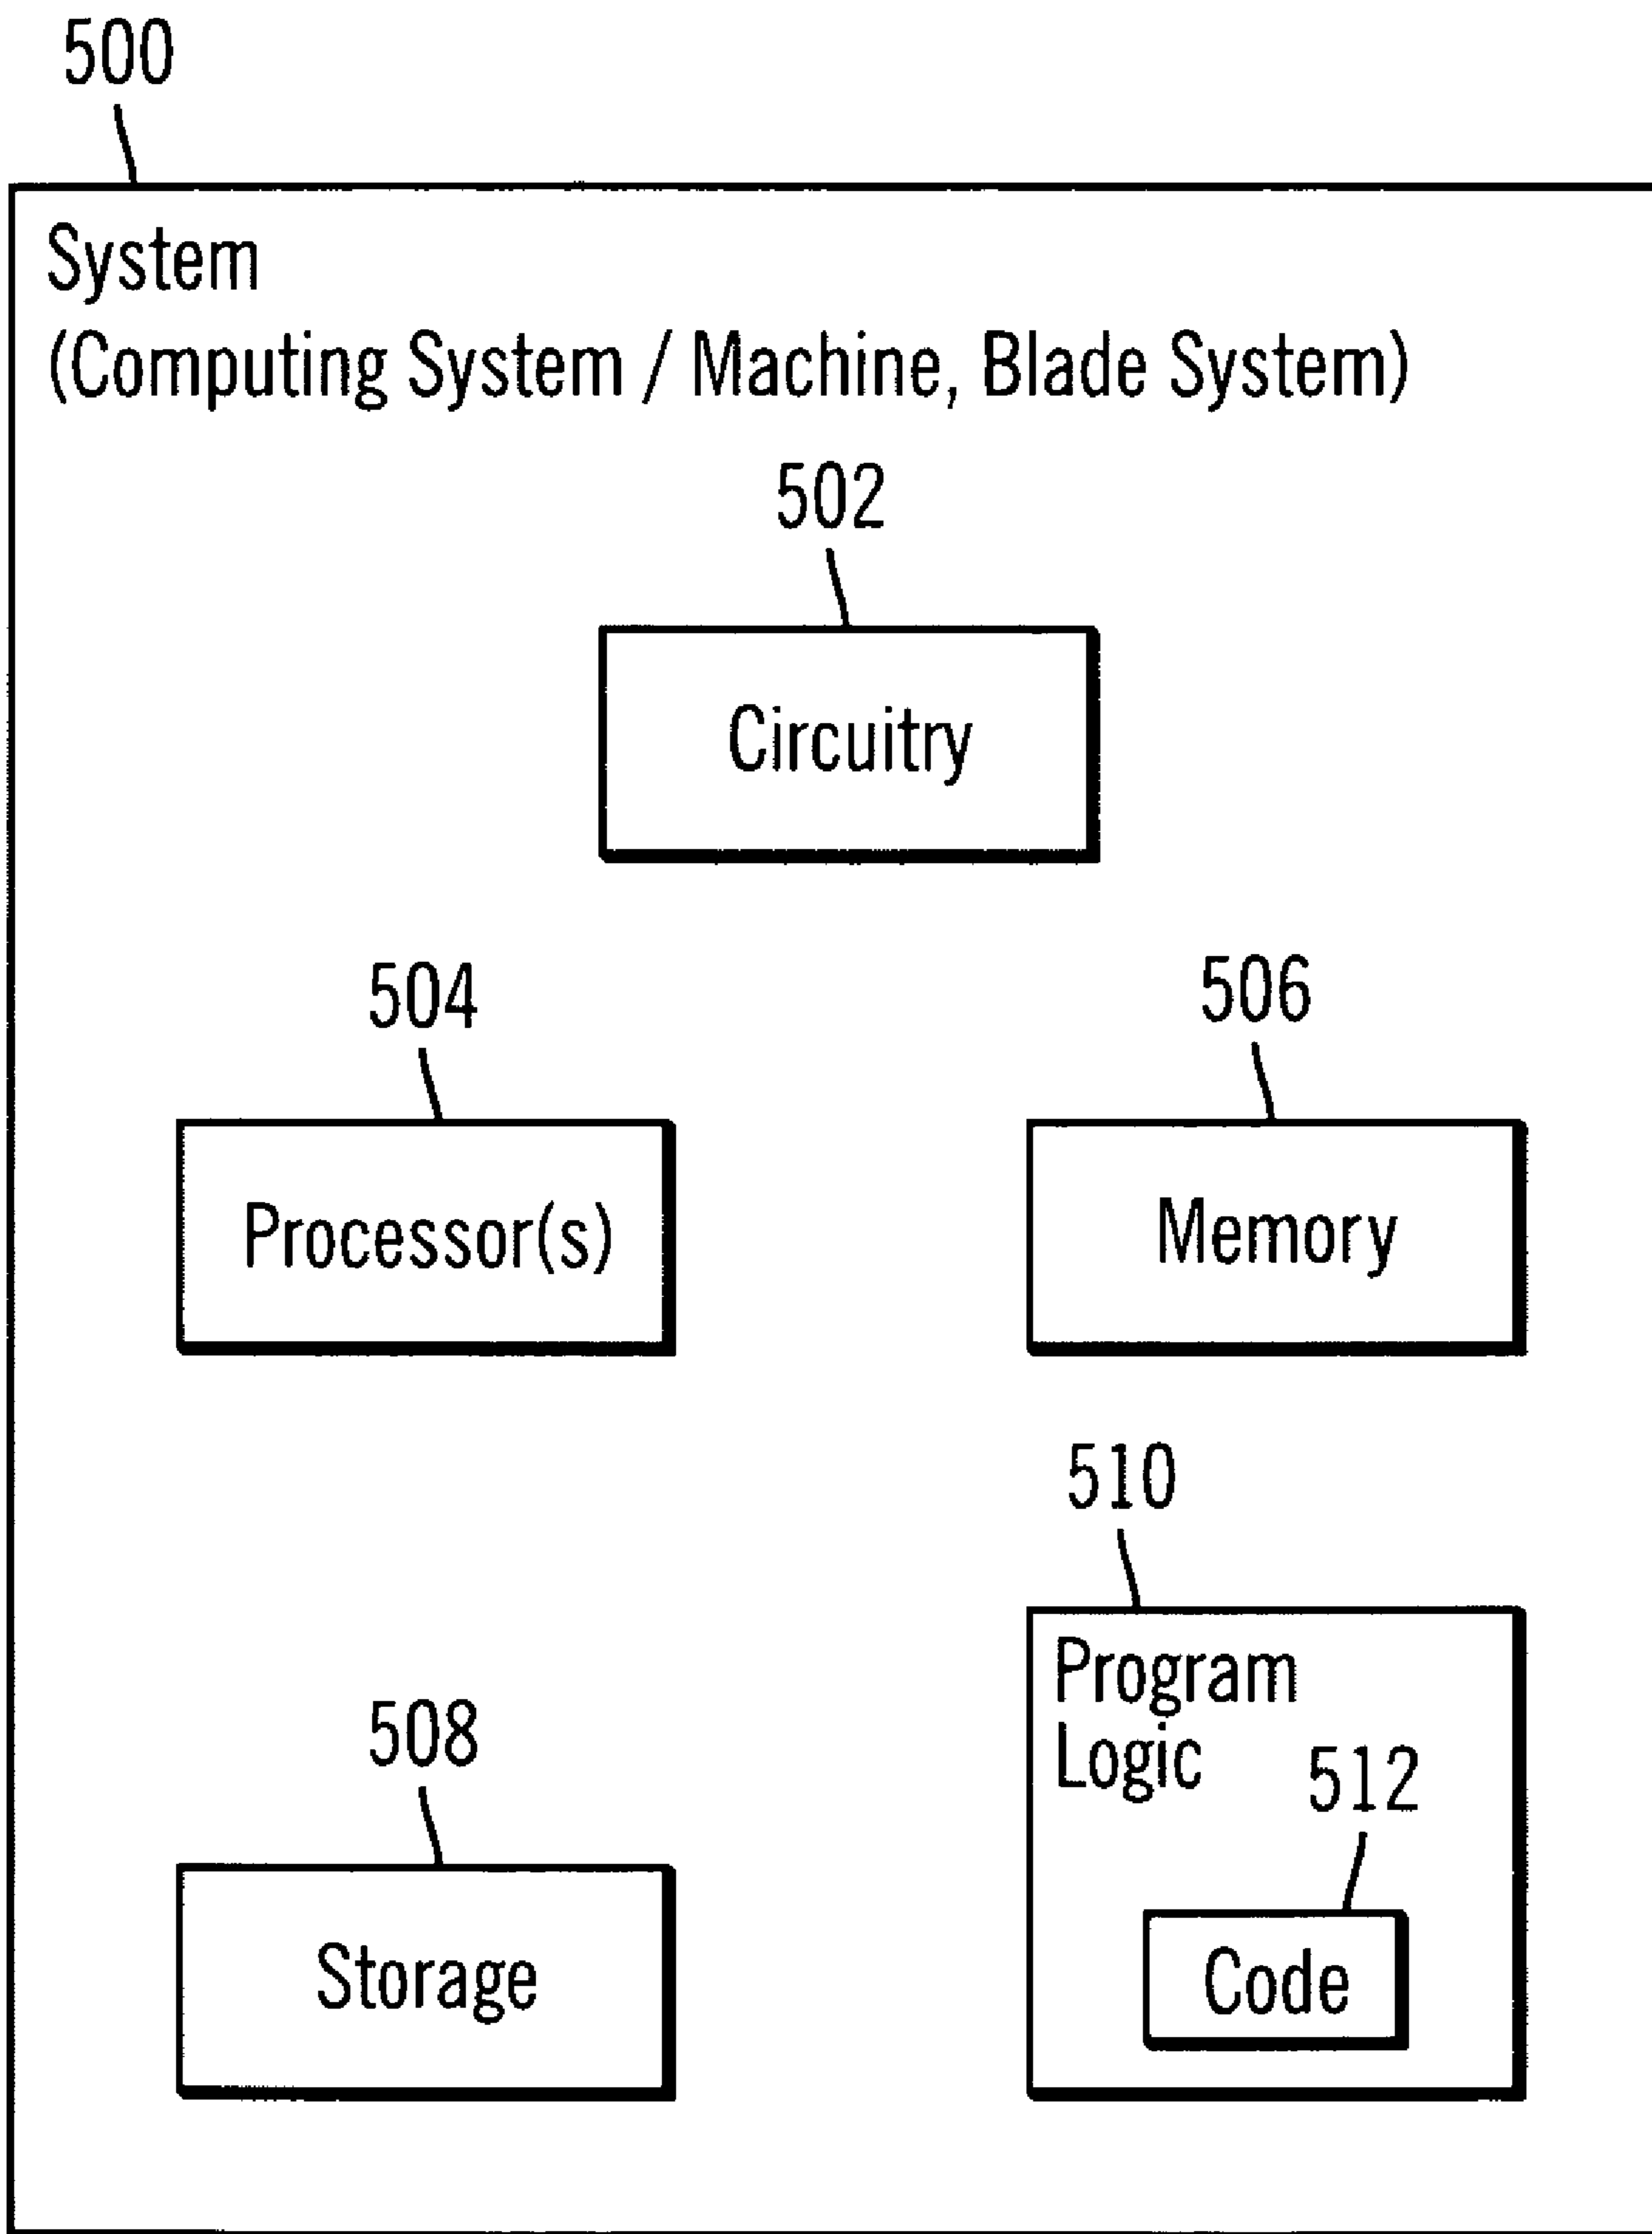 500
System
(Computing System / Machine, Blade System)
502
Circuitry
504
506
Processor(s)
Memory
510
Program
Logic
508
512
Storage
Code